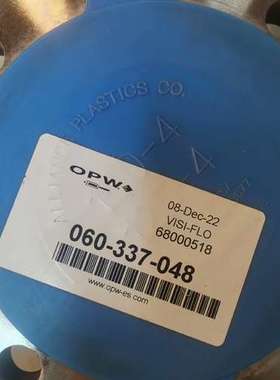 PLASTICS CO.
OPW
08-Dec-22
VISI-FLO
68000518
060-337-048
www.opw-es.com